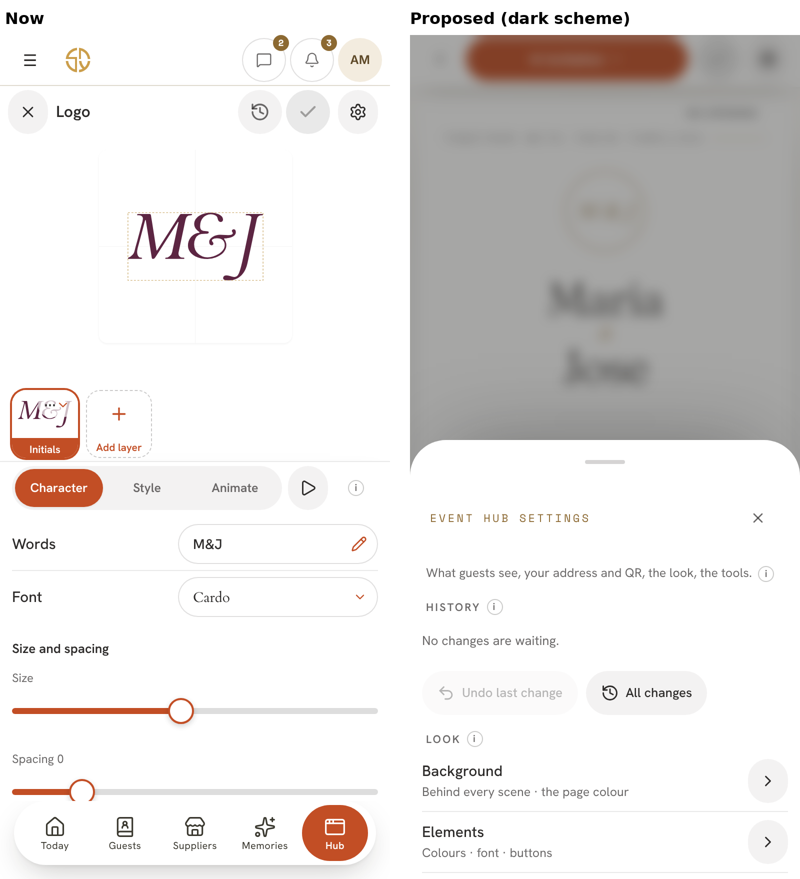 Now
2
3
AM
Logo
M&J
M&J
Initials
Add layer
Character
Style
Animate
Words
M&J
Font
Cardo
Size and spacing
Size
Spacing 0
Today
Guests
Suppliers
Memories
Hub
Proposed (dark scheme)
Maria
Jose
EVENT HUB SETTINGS
What guests see, your address and QR, the look, the tools.
HISTORY
No changes are waiting.
Undo last change
All changes
LOOK
Background
Behind every scene · the page colour
Elements
Colours · font · buttons